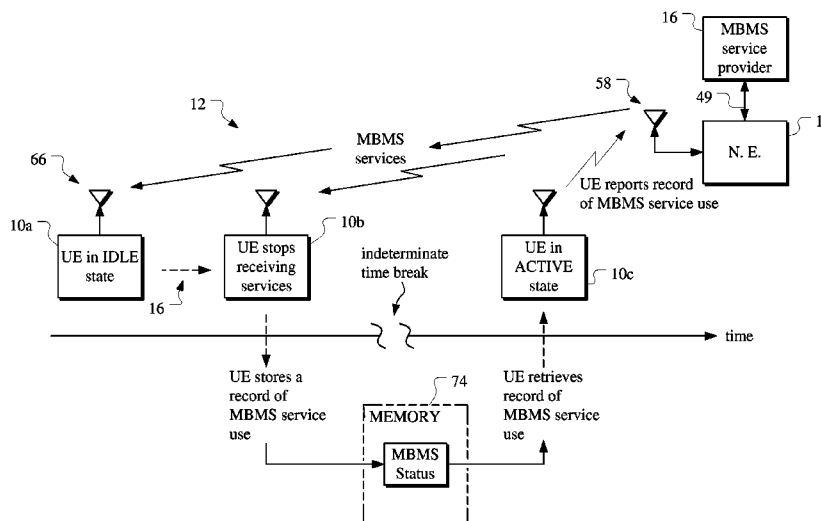 16
MBMS
service
provider
58
49
12
1
N. E.
MBMS
services
66
UE reports record
of MBMS service use
10a
UE in IDLE
state
16
10b
UE stops
receiving
services
indeterminate
time break
UE in
ACTIVE
state
10c
time
UE stores a
record of
MBMS service
use
74
MEMORY
MBMS
Status
UE retrieves
record of
MBMS service
use